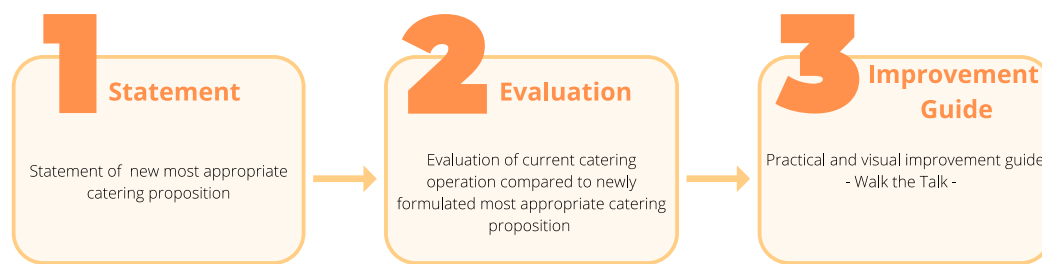 1
Statement
Statement of new most appropriate
catering proposition
2
Evaluation
Evaluation of current catering
operation compared to newly
formulated most appropriate catering
proposition
3
Improvement
Guide
Practical and visual improvement guide
- Walk the Talk -